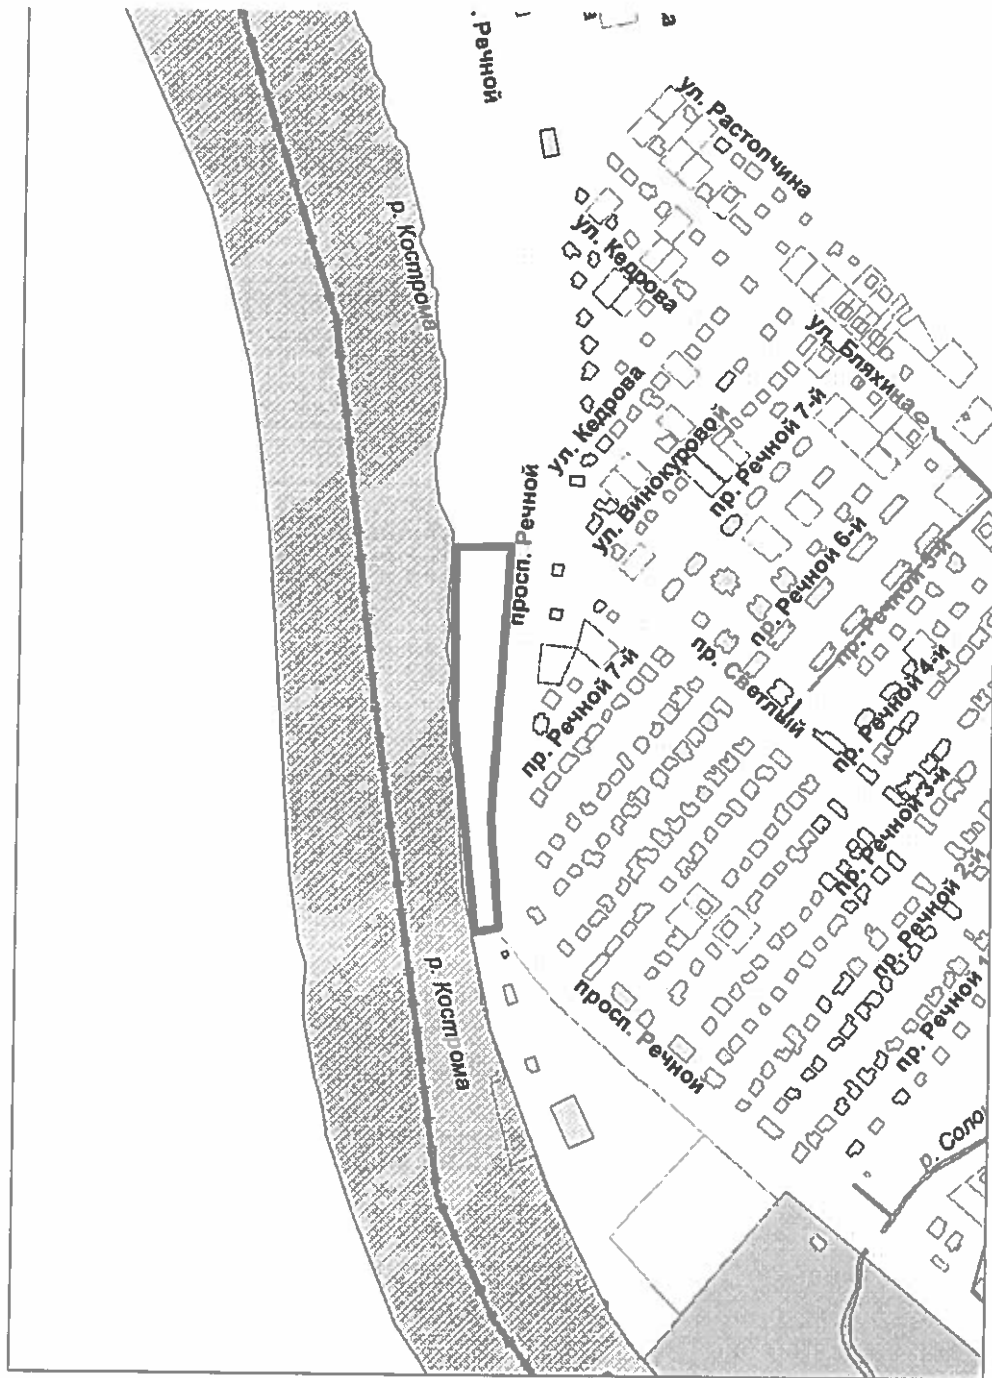 . Речной
а
ул. Растопчина
р. Кострома
ул. Кедрова
ул. Бляхина
ул. Кедрова
ул. Винокуровой
пр. Речной 7-й
просп. Речной
пр. Речной 6-й
пр. Речной 5-й
пр. Светлый
пр. Речной 4-й
пр. Речной 7-й
пр. Речной 3-й
пр. Речной 2-й
р. Кострома
просп. Речной
пр. Речной 1
р. Соло